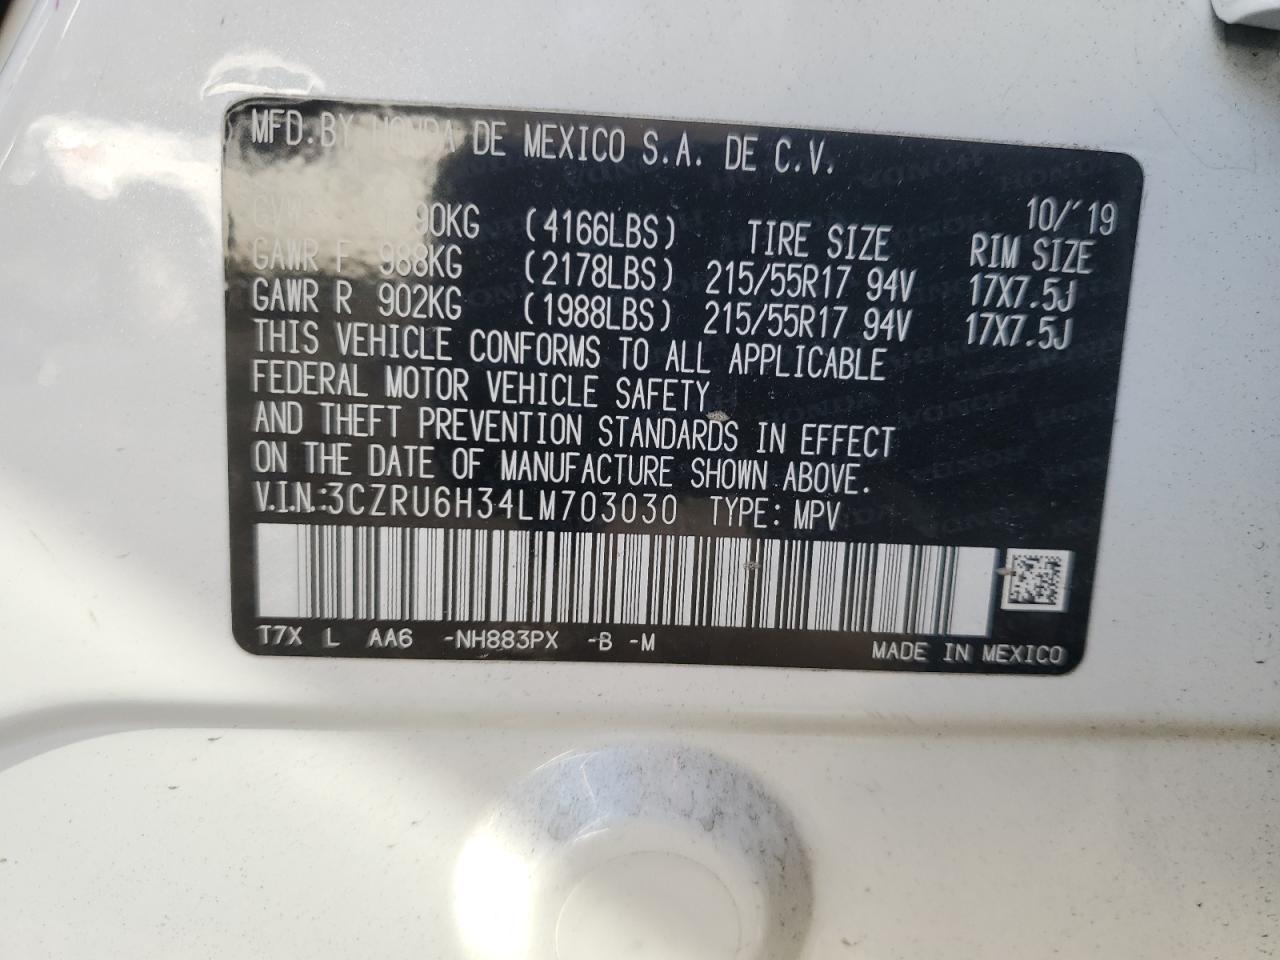 MFD.BY HONDA DE MEXICO S.A. DE C.V.
10/'19
GVWR 90KG (4166LBS) TIRE SIZE RIM SIZE
GAWR F 988KG (2178LBS) 215/55R17 94V 17X7.5J
GAWR R 902KG (1988LBS) 215/55R17 94V 17X7.5J
THIS VEHICLE CONFORMS TO ALL APPLICABLE
FEDERAL MOTOR VEHICLE SAFETY
AND THEFT PREVENTION STANDARDS IN EFFECT
ON THE DATE OF MANUFACTURE SHOWN ABOVE.
V.I.N.:3CZRU6H34LM703030 TYPE: MPV
T7X L AA6 -NH883PX -B -M MADE IN MEXICO